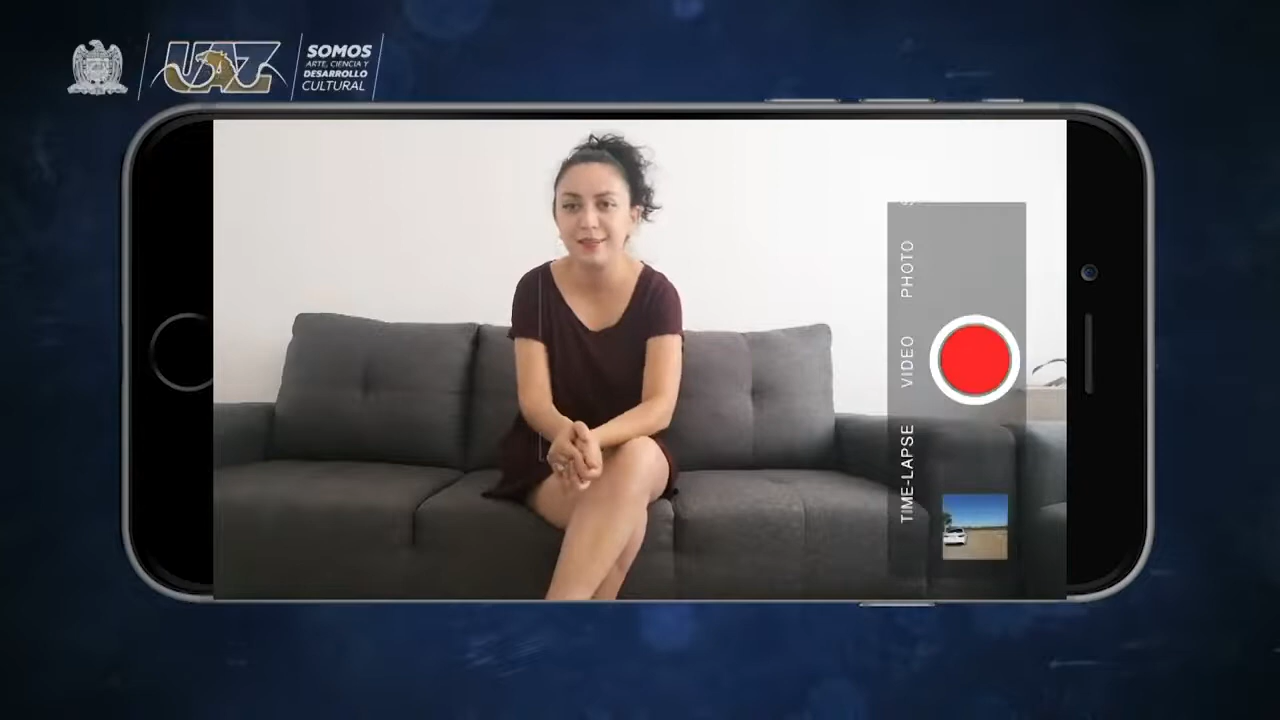 UAZ
SOMOS
ARTE, CIENCIA Y
DESARROLLO
CULTURAL
PHOTO
VIDEO
TIME-LAPSE